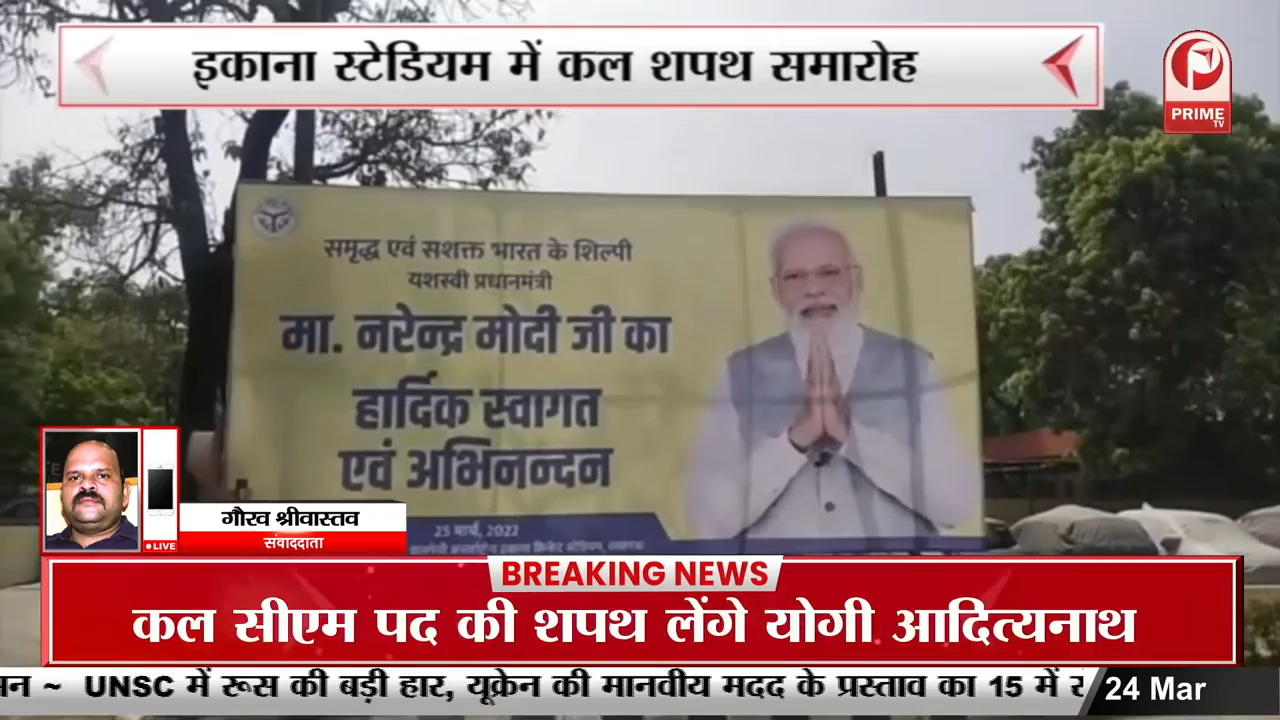 इकाना स्टेडियम में कल शपथ समारोह
PRIME
TV
समृद्ध एवं सशक्त भारत के शिल्पी
यशस्वी प्रधानमंत्री
मा. नरेन्द्र मोदी जी का
हार्दिक स्वागत
एवं अभिनन्दन
25 मार्च, 2022
गौरव श्रीवास्तव
संवाददाता
LIVE
BREAKING NEWS
कल सीएम पद की शपथ लेंगे योगी आदित्यनाथ
~ UNSC में रूस की बड़ी हार, यूक्रेन की मानवीय मदद के प्रस्ताव का 15 में
24 Mar